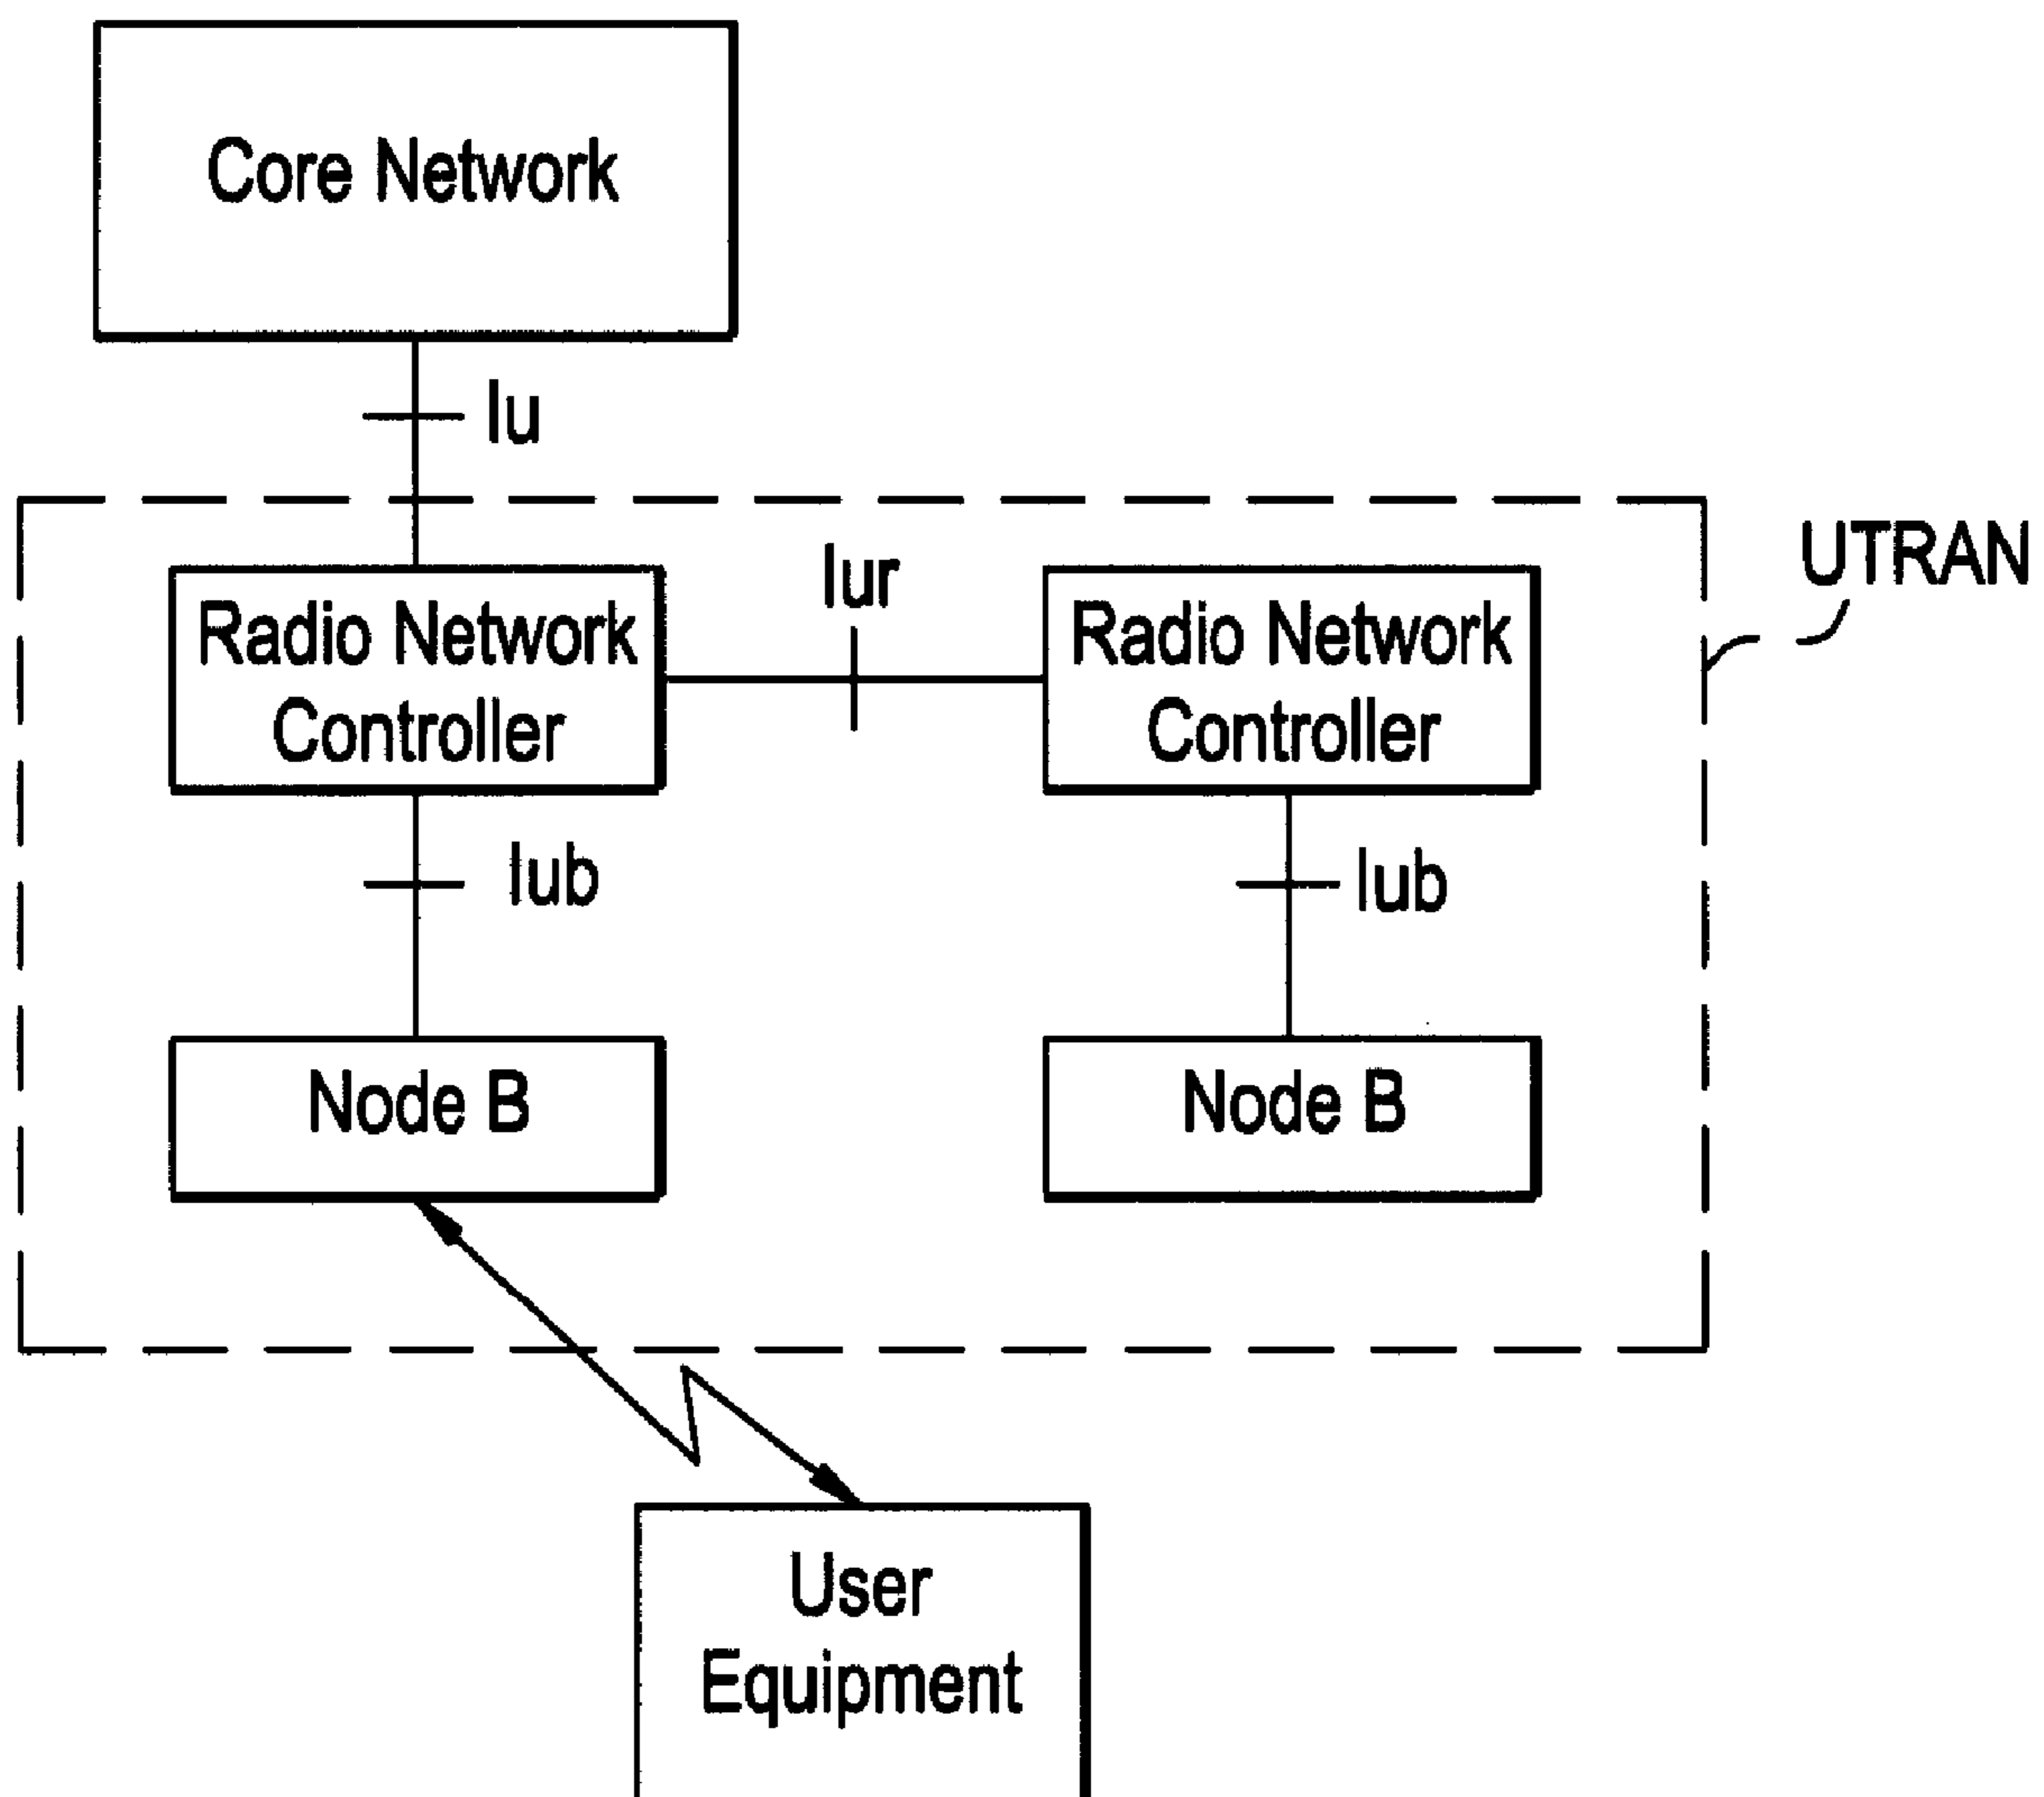 Core Network
Iu
UTRAN
Iur
Radio Network
Controller
Radio Network
Controller
Iub
Iub
Node B
Node B
User
Equipment